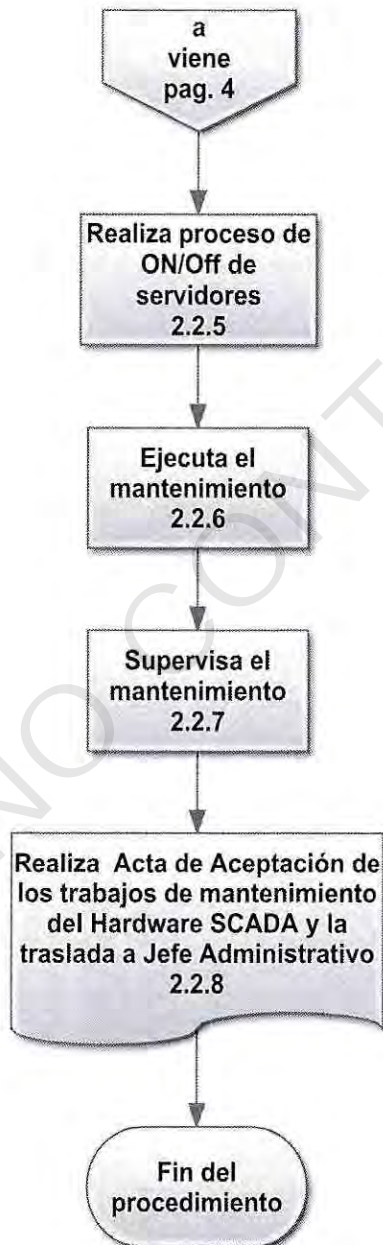 a
viene
pag. 4
Realiza proceso de
ON/Off de
servidores
2.2.5
Ejecuta el
mantenimiento
2.2.6
Supervisa el
mantenimiento
2.2.7
Realiza Acta de Aceptación de
los trabajos de mantenimiento
del Hardware SCADA y la
traslada a Jefe Administrativo
2.2.8
Fin del
procedimiento
NO CONT